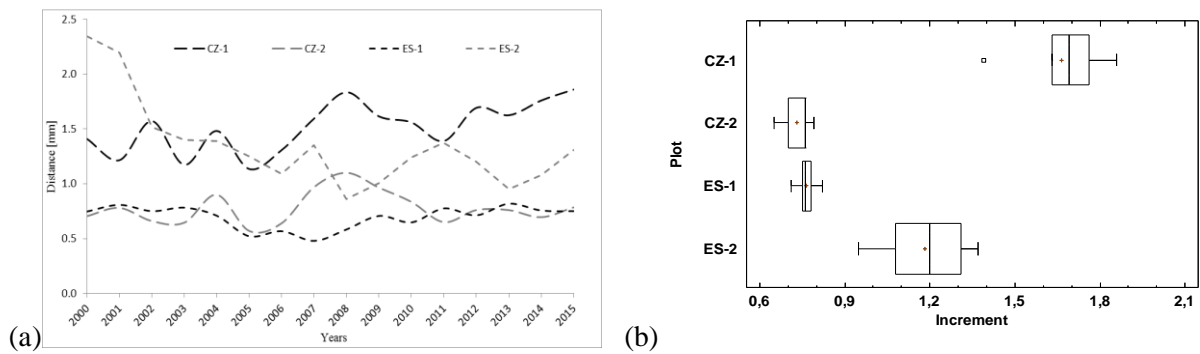 2.5
2.0
1.5
1.0
0.5
0.0
Distance [mm]
CZ-1 CZ-2 ES-1 ES-2
2000 2001 2002 2003 2004 2005 2006 2007 2008 2009 2010 2011 2012 2013 2014 2015
Years
(a)
Plot
CZ-1
CZ-2
ES-1
ES-2
0,6 0,9 1,2 1,5 1,8 2,1
Increment
(b)